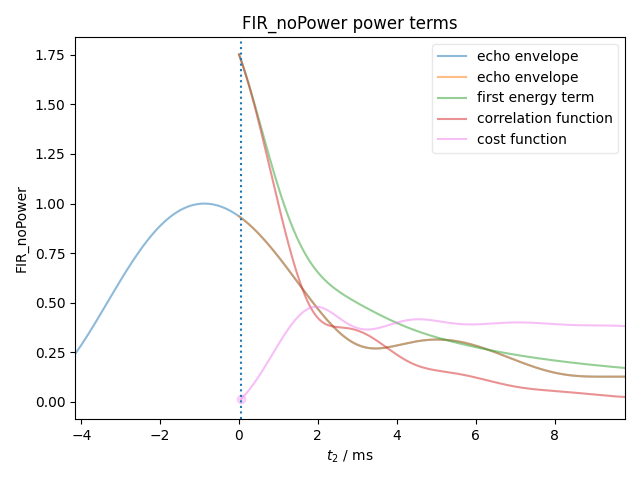 FIR_noPower power terms
echo envelope
echo envelope
first energy term
correlation function
cost function
FIR_noPower
1.75
1.50
1.25
1.00
0.75
0.50
0.25
0.00
−4 −2 0 2 4 6 8
t₂ / ms